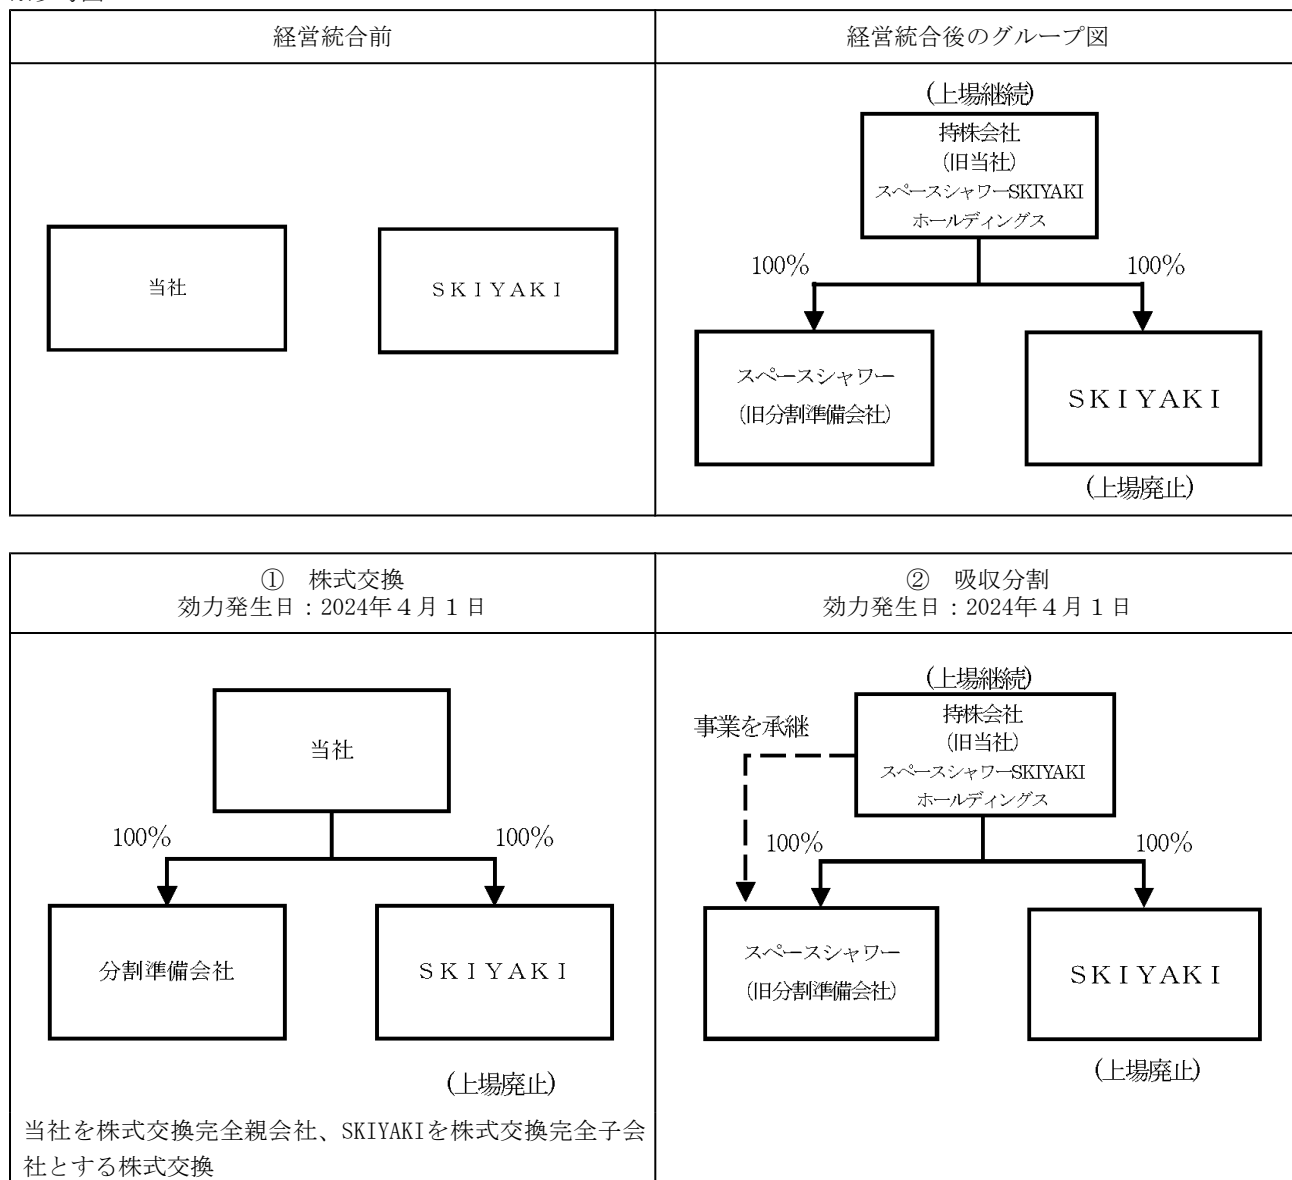 経営統合前
経営統合後のグループ図
当社
ＳＫＩＹＡＫＩ
(上場継続)
持株会社
(旧当社)
スペースシャワーSKIYAKI
ホールディングス
100%
100%
スペースシャワー
(旧分割準備会社)
ＳＫＩＹＡＫＩ
(上場廃止)
①　株式交換
効力発生日：2024年４月１日
②　吸収分割
効力発生日：2024年４月１日
当社
100%
100%
分割準備会社
ＳＫＩＹＡＫＩ
(上場廃止)
当社を株式交換完全親会社、SKIYAKIを株式交換完全子会
社とする株式交換
(上場継続)
事業を承継
持株会社
(旧当社)
スペースシャワーSKIYAKI
ホールディングス
100%
100%
スペースシャワー
(旧分割準備会社)
ＳＫＩＹＡＫＩ
(上場廃止)